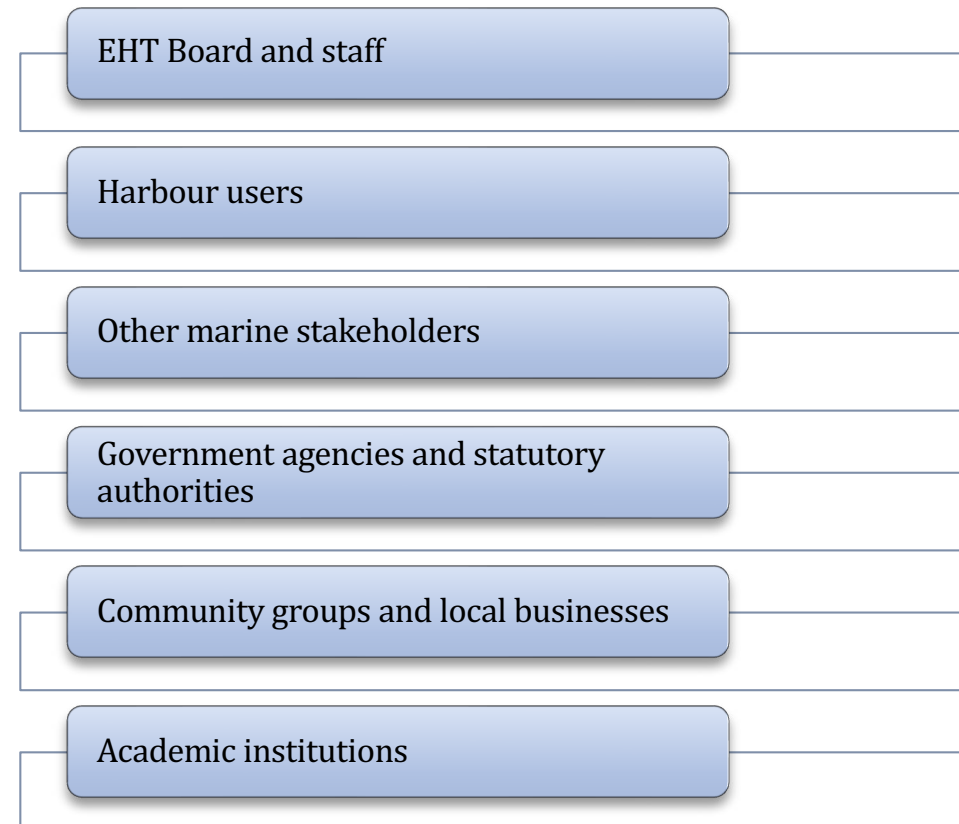 EHT Board and staff
Harbour users
Other marine stakeholders
Government agencies and statutory
authorities
Community groups and local businesses
Academic institutions